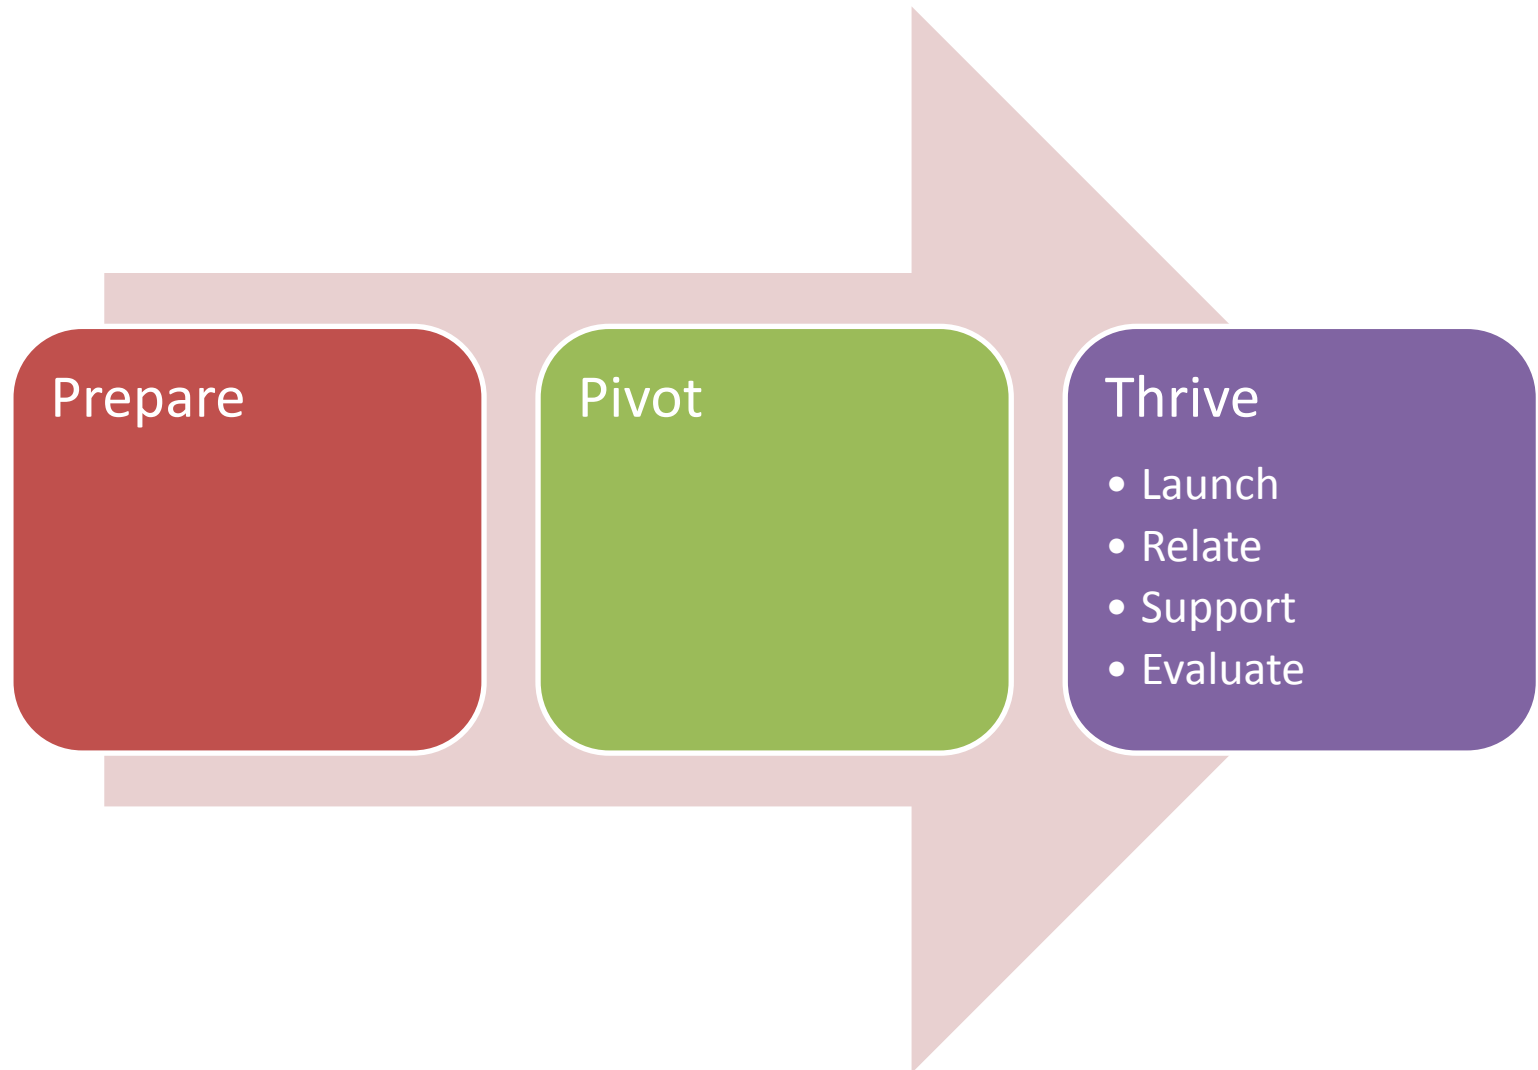 Prepare
Pivot
Thrive
• Launch
• Relate
• Support
• Evaluate